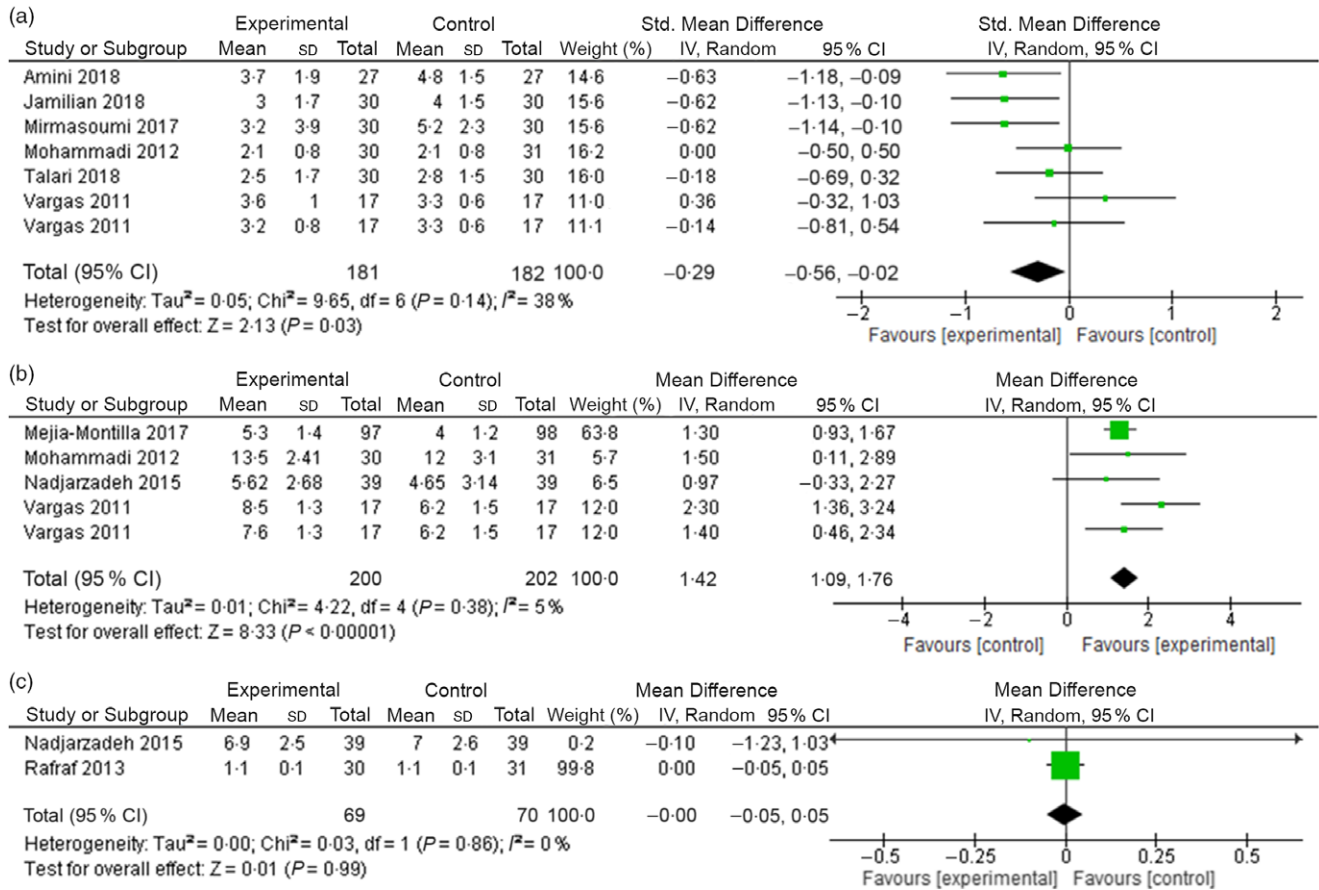 (a)
Experimental Control Std. Mean Difference Std. Mean Difference
Study or Subgroup Mean SD Total Mean SD Total Weight (%) IV, Random 95% CI IV, Random, 95% CI
Amini 2018 3·7 1·9 27 4·8 1·5 27 14·6 −0·63 −1·18, −0·09
Jamilian 2018 3 1·7 30 4 1·5 30 15·6 −0·62 −1·13, −0·10
Mirmasoumi 2017 3·2 3·9 30 5·2 2·3 30 15·6 −0·62 −1·14, −0·10
Mohammadi 2012 2·1 0·8 30 2·1 0·8 31 16·2 0·00 −0·50, 0·50
Talari 2018 2·5 1·7 30 2·8 1·5 30 16·0 −0·18 −0·69, 0·32
Vargas 2011 3·6 1 17 3·3 0·6 17 11·0 0·36 −0·32, 1·03
Vargas 2011 3·2 0·8 17 3·3 0·6 17 11·1 −0·14 −0·81, 0·54
Total (95% CI) 181 182 100·0 −0·29 −0·56, −0·02
Heterogeneity: Tau² = 0·05; Chi² = 9·65, df = 6 (P = 0·14); I² = 38%
Test for overall effect: Z = 2·13 (P = 0·03)
−2 −1 0 1 2
Favours [experimental] Favours [control]
(b)
Experimental Control Mean Difference Mean Difference
Study or Subgroup Mean SD Total Mean SD Total Weight (%) IV, Random 95% CI IV, Random, 95% CI
Mejia-Montilla 2017 5·3 1·4 97 4 1·2 98 63·8 1·30 0·93, 1·67
Mohammadi 2012 13·5 2·41 30 12 3·1 31 5·7 1·50 0·11, 2·89
Nadjarzadeh 2015 5·62 2·68 39 4·65 3·14 39 6·5 0·97 −0·33, 2·27
Vargas 2011 8·5 1·3 17 6·2 1·5 17 12·0 2·30 1·36, 3·24
Vargas 2011 7·6 1·3 17 6·2 1·5 17 12·0 1·40 0·46, 2·34
Total (95 % CI) 200 202 100·0 1·42 1·09, 1·76
Heterogeneity: Tau² = 0·01; Chi² = 4·22, df = 4 (P = 0·38); I² = 5%
Test for overall effect: Z = 8·33 (P < 0·00001)
−4 −2 0 2 4
Favours [control] Favours [experimental]
(c)
Experimental Control Mean Difference Mean Difference
Study or Subgroup Mean SD Total Mean SD Total Weight (%) IV, Random 95% CI IV, Random, 95% CI
Nadjarzadeh 2015 6·9 2·5 39 7 2·6 39 0·2 −0·10 −1·23, 1·03
Rafraf 2013 1·1 0·1 30 1·1 0·1 31 99·8 0·00 −0·05, 0·05
Total (95 % CI) 69 70 100·0 −0·00 −0·05, 0·05
Heterogeneity: Tau² = 0·00; Chi² = 0·03, df = 1 (P = 0·86); I² = 0%
Test for overall effect: Z = 0·01 (P = 0·99)
−0.5 −0.25 0 0.25 0.5
Favours [experimental] Favours [control]